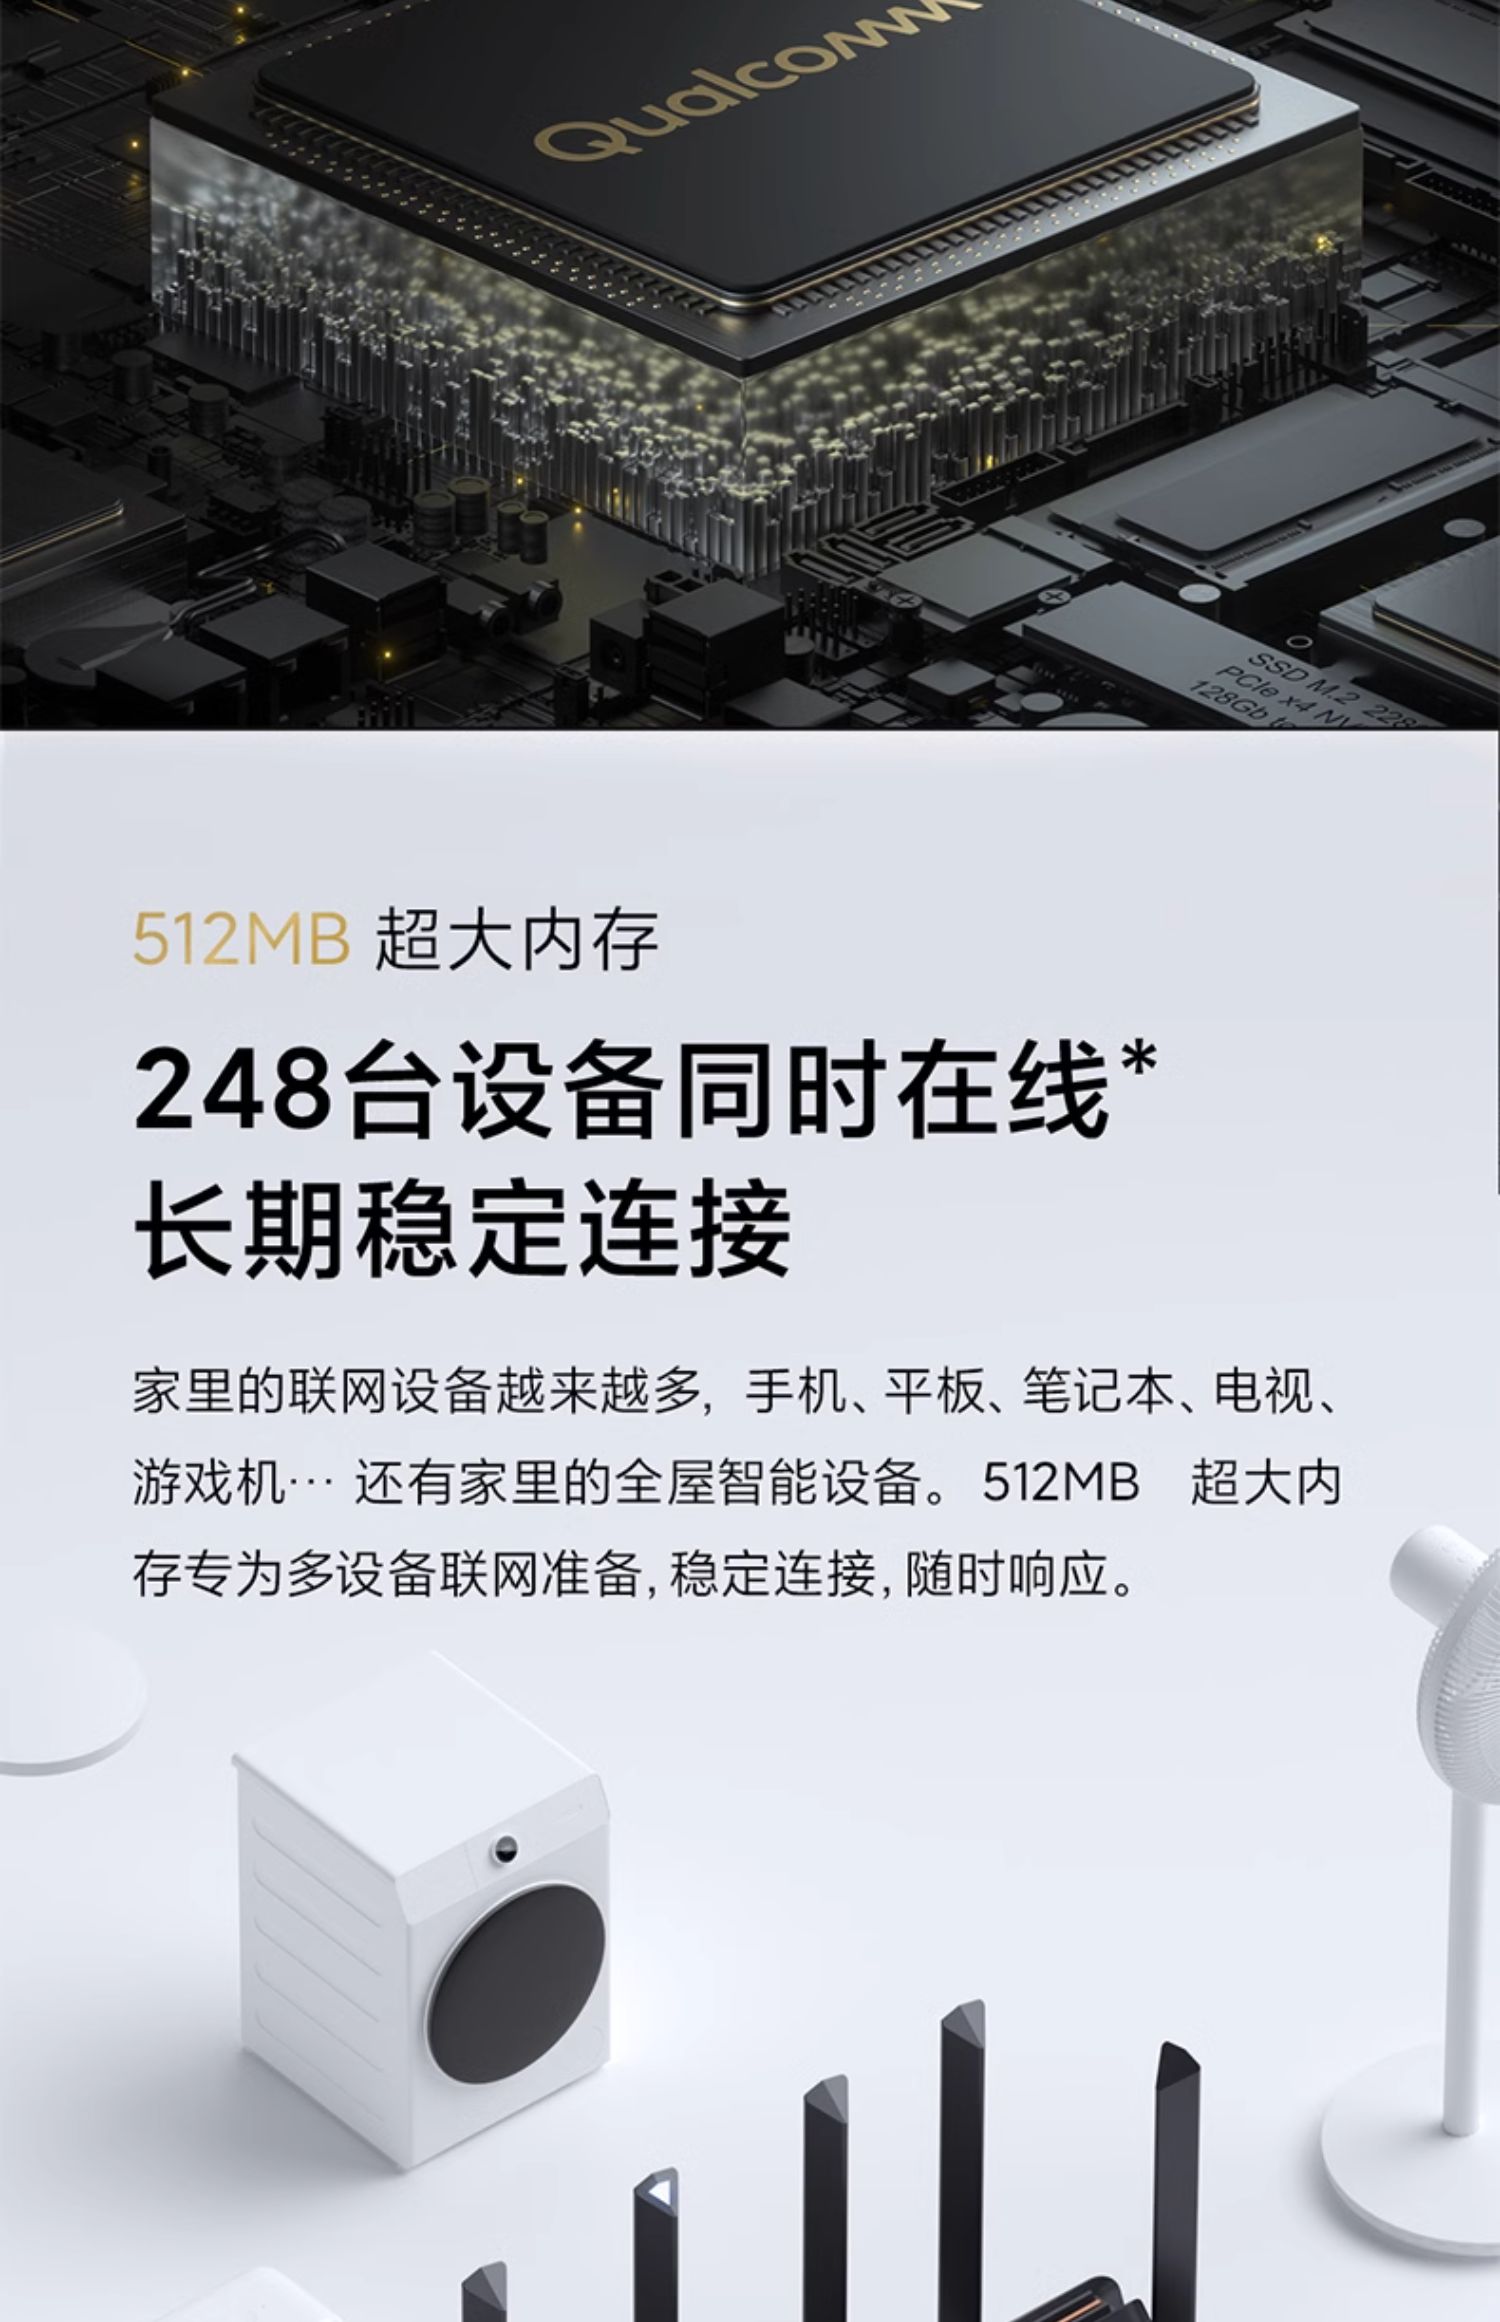 Qualcomm
SSD M.2 228
PCIe x4 NV
128Gb
512MB 超大内存
248台设备同时在线*
长期稳定连接
家里的联网设备越来越多, 手机、平板、笔记本、电视、
游戏机… 还有家里的全屋智能设备。512MB 超大内
存专为多设备联网准备, 稳定连接, 随时响应。